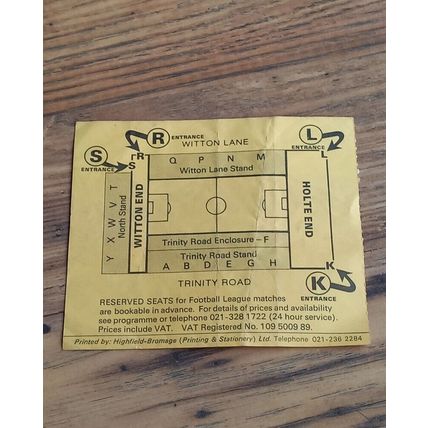 R ENTRANCE
WITTON LANE
L
ENTRANCE
S
ENTRANCE
R
S
L
Q P N M
Witton Lane Stand
Y X W V T
North Stand
WITTON END
HOLTE END
Trinity Road Enclosure – F
Trinity Road Stand
A B D E G H
K
K
ENTRANCE
TRINITY ROAD
RESERVED SEATS for Football League matches
are bookable in advance. For details of prices and availability
see programme or telephone 021-328 1722 (24 hour service).
Prices include VAT. VAT Registered No. 109 5009 89.
Printed by: Highfield-Bromage (Printing & Stationery) Ltd. Telephone 021-236 2284